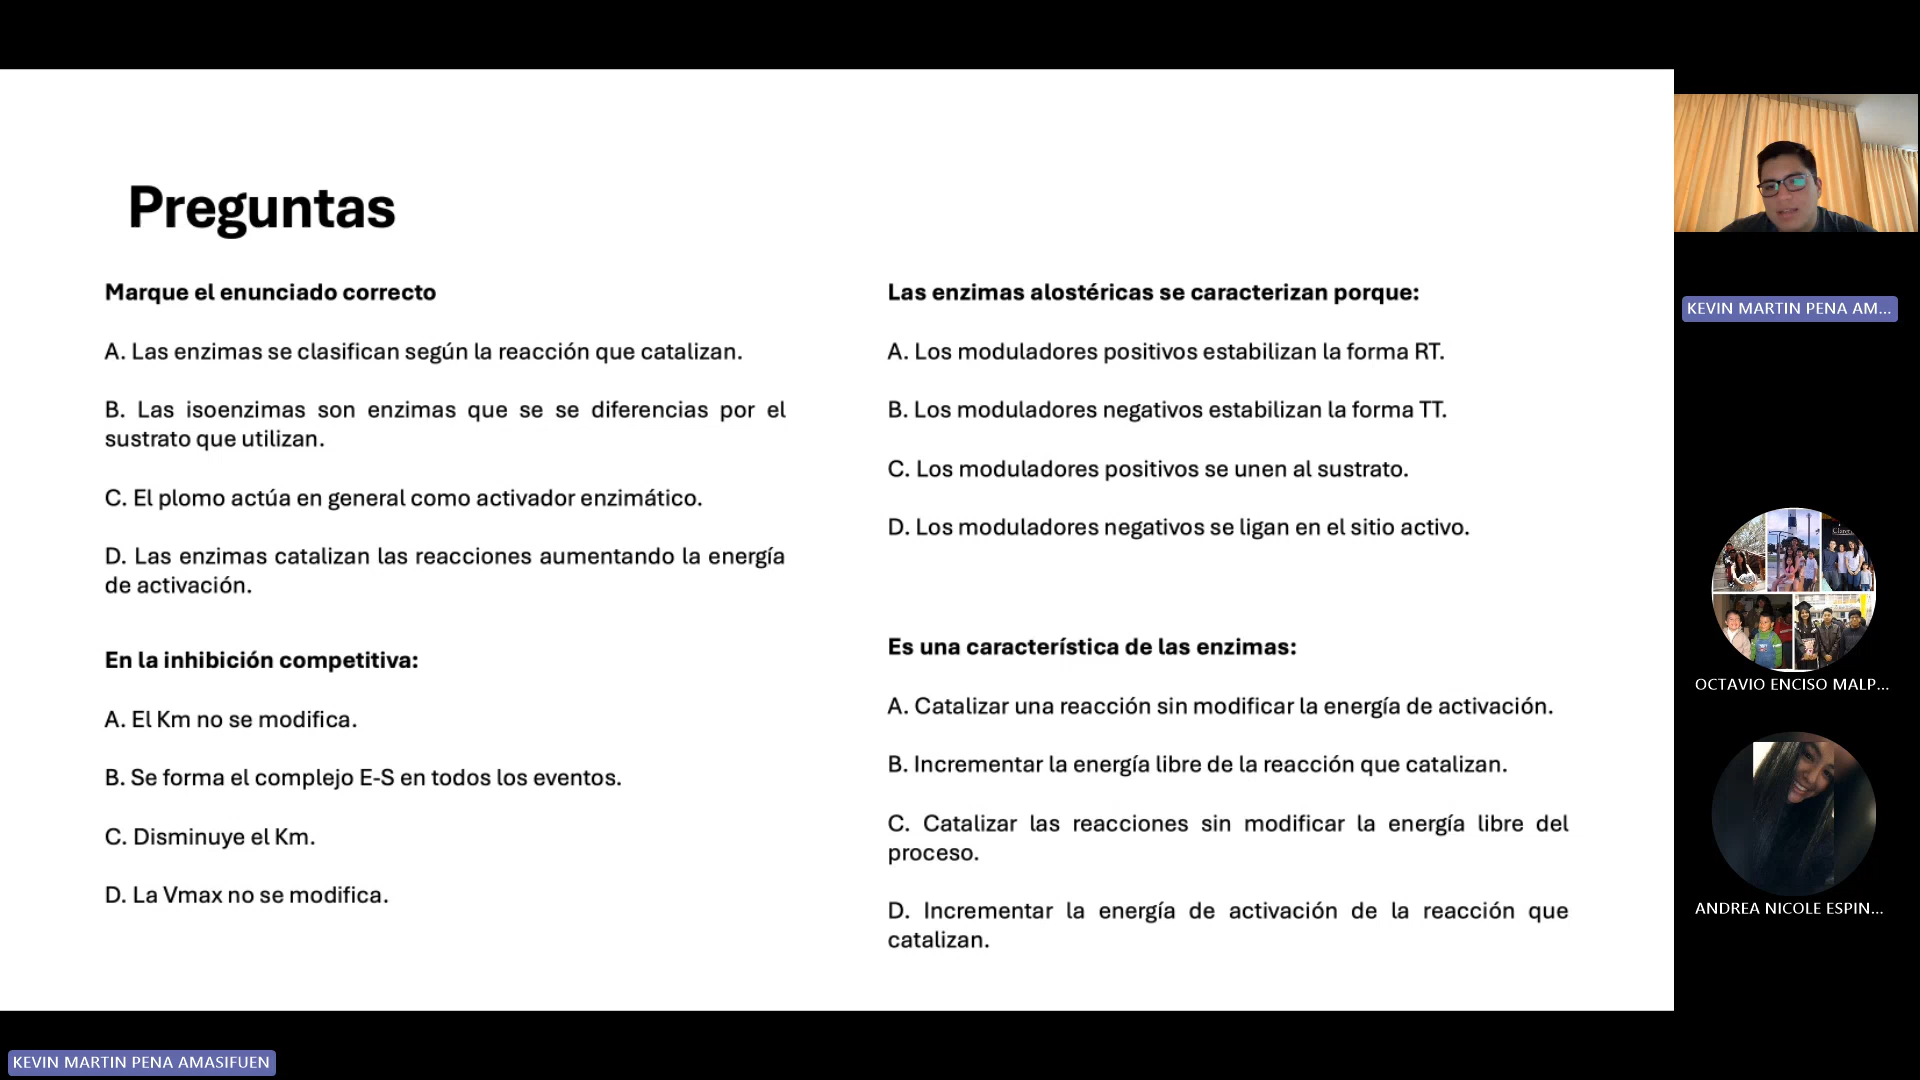 Preguntas
Marque el enunciado correcto
A. Las enzimas se clasifican según la reacción que catalizan.
B. Las isoenzimas son enzimas que se se diferencias por el
sustrato que utilizan.
C. El plomo actúa en general como activador enzimático.
D. Las enzimas catalizan las reacciones aumentando la energía
de activación.
En la inhibición competitiva:
A. El Km no se modifica.
B. Se forma el complejo E-S en todos los eventos.
C. Disminuye el Km.
D. La Vmax no se modifica.
Las enzimas alostéricas se caracterizan porque:
A. Los moduladores positivos estabilizan la forma RT.
B. Los moduladores negativos estabilizan la forma TT.
C. Los moduladores positivos se unen al sustrato.
D. Los moduladores negativos se ligan en el sitio activo.
Es una característica de las enzimas:
A. Catalizar una reacción sin modificar la energía de activación.
B. Incrementar la energía libre de la reacción que catalizan.
C. Catalizar las reacciones sin modificar la energía libre del
proceso.
D. Incrementar la energía de activación de la reacción que
catalizan.
KEVIN MARTIN PENA AM...
OCTAVIO ENCISO MALP...
ANDREA NICOLE ESPIN...
KEVIN MARTIN PENA AMASIFUEN